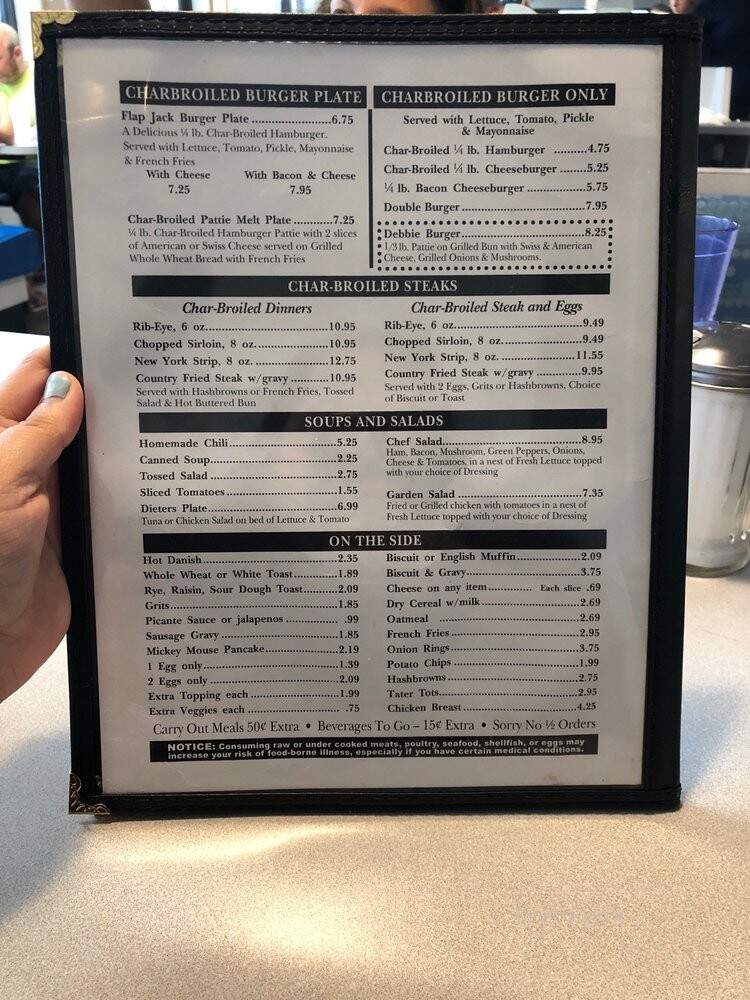 CHARBROILED BURGER PLATE
Flap Jack Burger Plate ......................6.75
A Delicious ¼ lb. Char-Broiled Hamburger.
Served with Lettuce, Tomato, Pickle, Mayonnaise
& French Fries
With Cheese With Bacon & Cheese
7.25 7.95
Char-Broiled Pattie Melt Plate ...........7.25
¼ lb. Char-Broiled Hamburger Pattie with 2 slices
of American or Swiss Cheese served on Grilled
Whole Wheat Bread with French Fries
CHARBROILED BURGER ONLY
Served with Lettuce, Tomato, Pickle
& Mayonnaise
Char-Broiled ¼ lb. Hamburger ..........4.75
Char-Broiled ¼ lb. Cheeseburger ........5.25
¼ lb. Bacon Cheeseburger .................5.75
Double Burger....................................7.95
Debbie Burger....................................8.25
1/3 lb. Pattie on Grilled Bun with Swiss & American
Cheese, Grilled Onions & Mushrooms.
CHAR-BROILED STEAKS
Char-Broiled Dinners
Rib-Eye, 6 oz....................................10.95
Chopped Sirloin, 8 oz.......................10.95
New York Strip, 8 oz. ......................12.75
Country Fried Steak w/gravy ............10.95
Served with Hashbrowns or French Fries, Tossed
Salad & Hot Buttered Bun
Char-Broiled Steak and Eggs
Rib-Eye, 6 oz......................................9.49
Chopped Sirloin, 8 oz.........................9.49
New York Strip, 8 oz. ......................11.55
Country Fried Steak w/gravy ..............9.95
Served with 2 Eggs, Grits or Hashbrowns, Choice
of Biscuit or Toast
SOUPS AND SALADS
Homemade Chili................................5.25
Canned Soup.....................................2.25
Tossed Salad .....................................2.75
Sliced Tomatoes.................................1.55
Dieters Plate......................................6.99
Tuna or Chicken Salad on bed of Lettuce & Tomato
Chef Salad.........................................8.95
Ham, Bacon, Mushroom, Green Peppers, Onions,
Cheese & Tomatoes, in a nest of Fresh Lettuce topped
with your choice of Dressing
Garden Salad .....................................7.35
Fried or Grilled chicken with tomatoes in a nest of
Fresh Lettuce topped with your choice of Dressing
ON THE SIDE
Hot Danish........................................2.35
Whole Wheat or White Toast.............1.89
Rye, Raisin, Sour Dough Toast..........2.09
Grits..................................................1.85
Picante Sauce or jalapenos ................ .99
Sausage Gravy ...................................1.85
Mickey Mouse Pancake......................2.19
1 Egg only.........................................1.39
2 Eggs only .......................................2.09
Extra Topping each ...........................1.99
Extra Veggies each ........................... .75
Biscuit or English Muffin...................2.09
Biscuit & Gravy.................................3.75
Cheese on any item............ Each slice .69
Dry Cereal w/milk.............................2.69
Oatmeal ............................................2.69
French Fries ......................................2.95
Onion Rings......................................3.75
Potato Chips .....................................1.99
Hashbrowns......................................2.75
Tater Tots..........................................2.95
Chicken Breast ..................................4.25
Carry Out Meals 50¢ Extra • Beverages To Go – 15¢ Extra • Sorry No ½ Orders
NOTICE: Consuming raw or under cooked meats, poultry, seafood, shellfish, or eggs may
increase your risk of food-borne illness, especially if you have certain medical conditions.